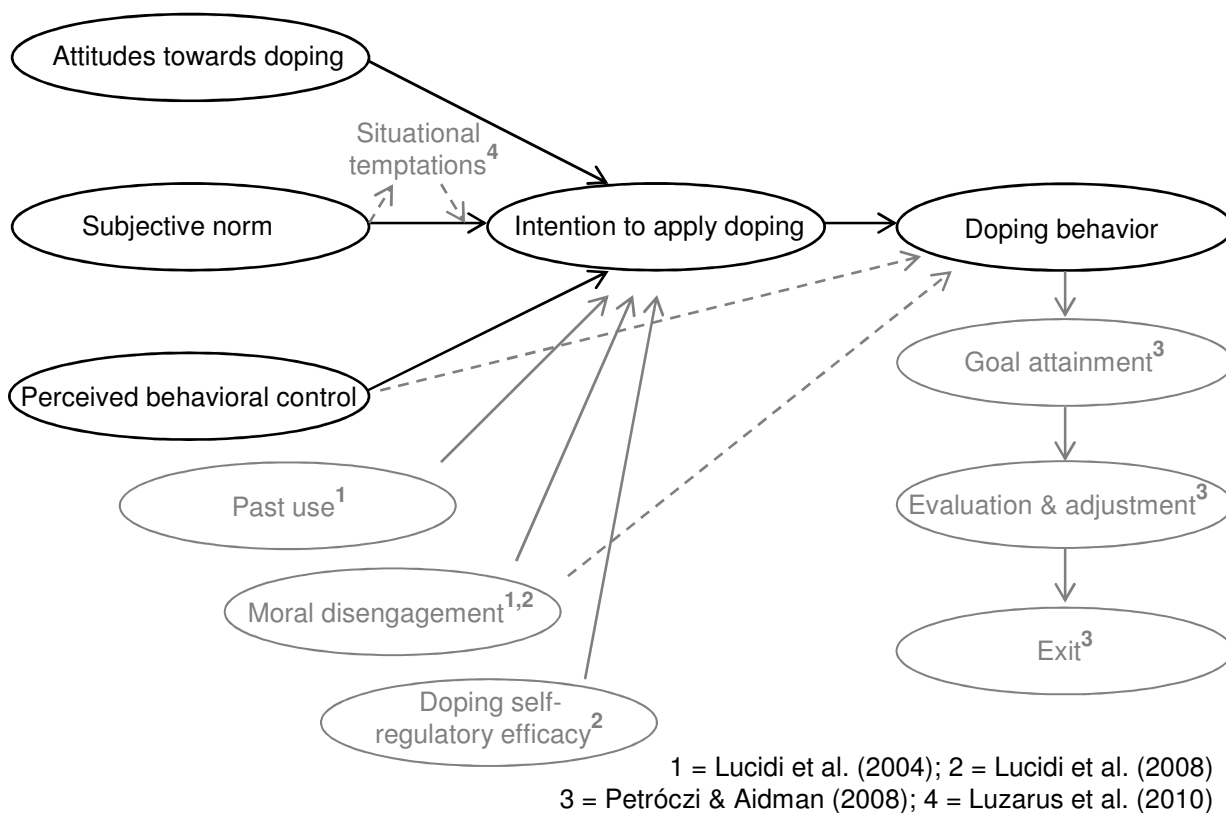 Attitudes towards doping
Situational
temptations4
Subjective norm
Intention to apply doping
Doping behavior
Perceived behavioral control
Goal attainment3
Past use1
Evaluation & adjustment3
Moral disengagement1,2
Exit3
Doping self-
regulatory efficacy2
1 = Lucidi et al. (2004); 2 = Lucidi et al. (2008)
3 = Petróczi & Aidman (2008); 4 = Luzarus et al. (2010)